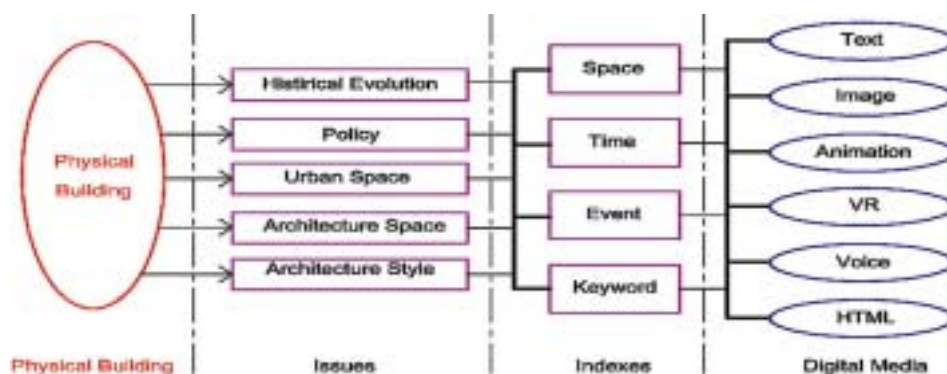 Physical
Building
Histirical Evolution
Policy
Urban Space
Architecture Space
Architecture Style
Space
Time
Event
Keyword
Text
Image
Animation
VR
Voice
HTML
Physical Building
Issues
Indexes
Digital Media